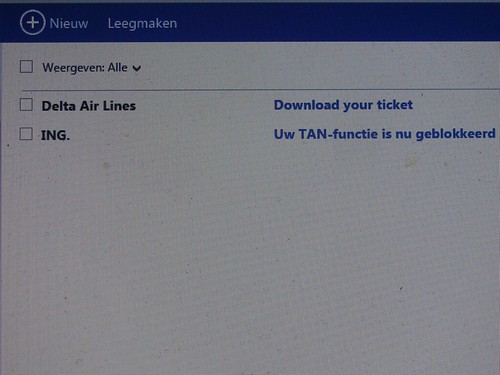 Nieuw Leegmaken
Weergeven: Alle
Delta Air Lines Download your ticket
ING. Uw TAN-functie is nu geblokkeerd